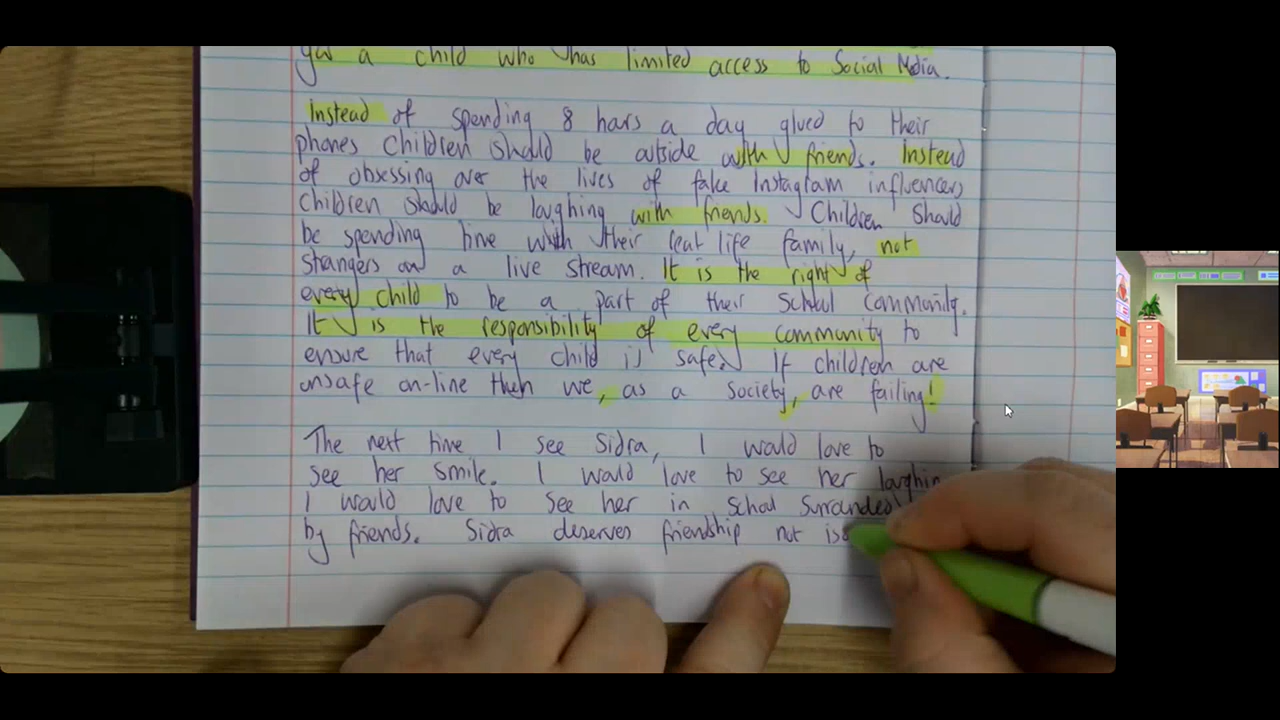 a child who has limited access to Social Media.
Instead of spending 8 hours a day glued to their
phones children should be outside with friends. Instead
of obsessing over the lives of fake Instagram influencers
children should be laughing with friends. Children should
be spending time with their real life family, not
strangers on a live stream. It is the right of
every child to be a part of their school community.
It is the responsibility of every community to
ensure that every child is safe. If children are
unsafe on-line then we, as a society, are failing!
The next time I see Sidra, I would love to
see her smile. I would love to see her
I would love to see her in school
by friends. Sidra deserves friendship not